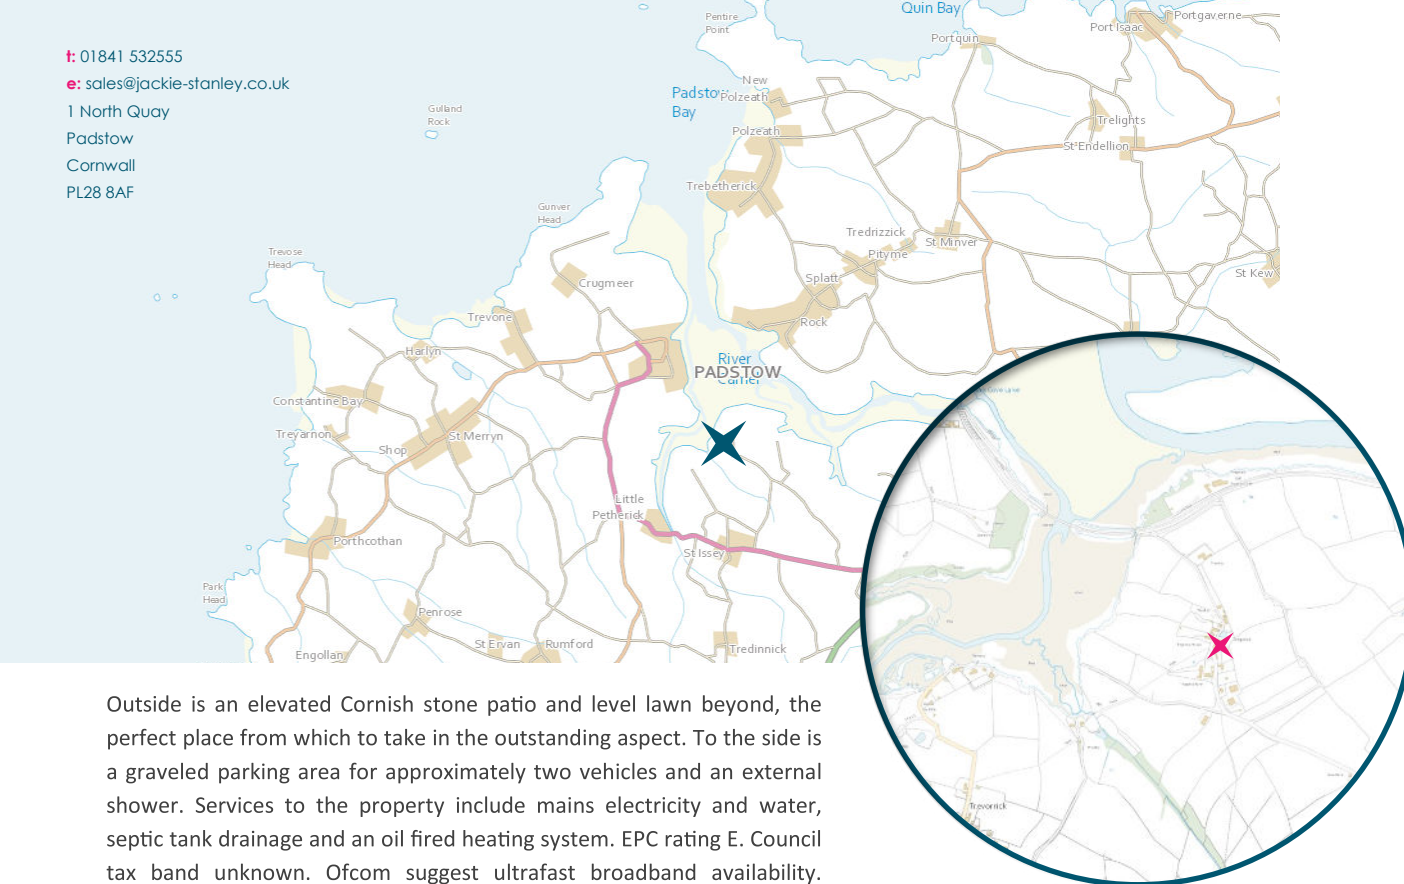 t: 01841 532555
e: sales@jackie-stanley.co.uk
1 North Quay
Padstow
Cornwall
PL28 8AF
Quin Bay
Pentire
Point
Portquin
Port Isaac
Portgaverne
Padstow
Bay
New
Polzeath
Gulland
Rock
Polzeath
Trelights
St Endellion
Trebetherick
Gunver
Head
Tredrizzick
St Minver
Pityme
Trevose
Head
Crugmeer
Splatt
St Kew
Trevone
Rock
Harlyn
River
Camel
PADSTOW
Constantine Bay
Treyarnon
Shop
St Merryn
Little
Petherick
Porthcothan
St Issey
Park
Head
Penrose
St Ervan
Rumford
Tredinnick
Engollan
Trevorrick
Outside is an elevated Cornish stone patio and level lawn beyond, the
perfect place from which to take in the outstanding aspect. To the side is
a graveled parking area for approximately two vehicles and an external
shower. Services to the property include mains electricity and water,
septic tank drainage and an oil fired heating system. EPC rating E. Council
tax band unknown. Ofcom suggest ultrafast broadband availability.